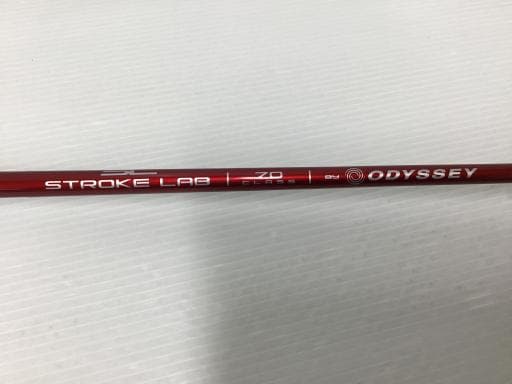 STROKE LAB | 70 CLASS | BY ODYSSEY